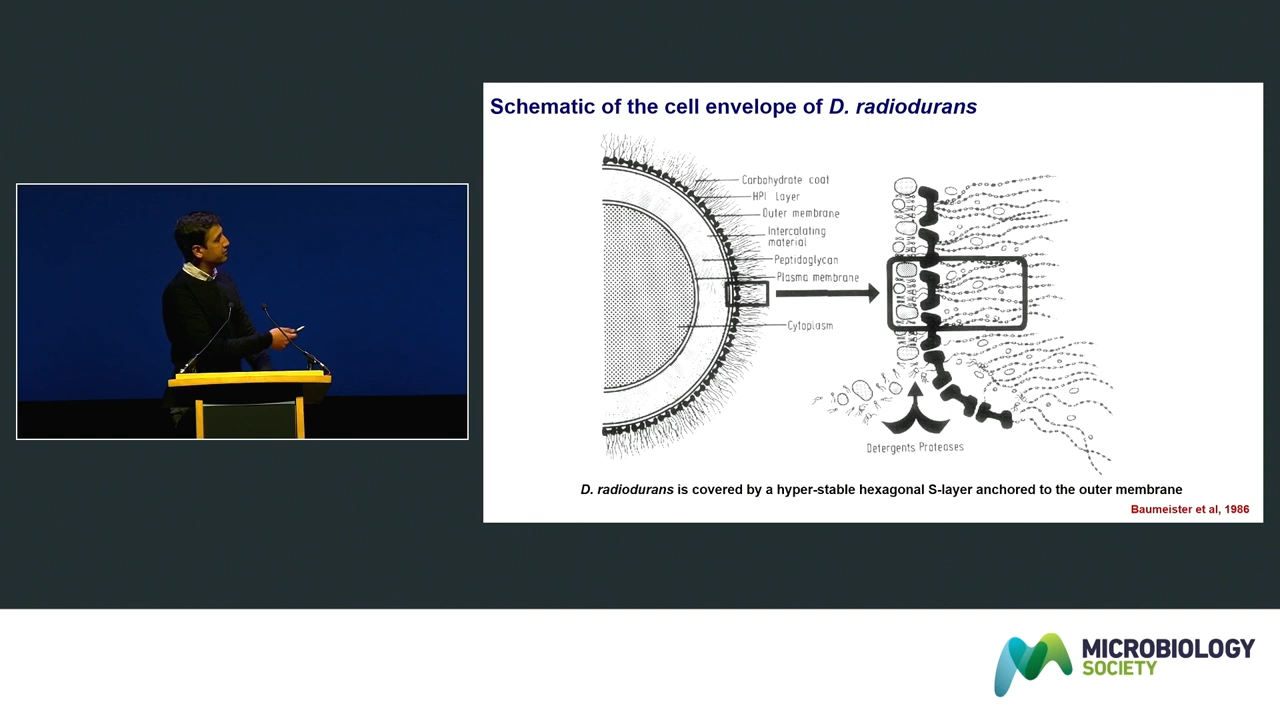 Schematic of the cell envelope of D. radiodurans
Carbohydrate coat
HPI Layer
Outer membrane
Intercalating
material
Peptidoglycan
Plasma membrane
Cytoplasm
Detergents Proteases
D. radiodurans is covered by a hyper-stable hexagonal S-layer anchored to the outer membrane
Baumeister et al, 1986
MICROBIOLOGY
SOCIETY